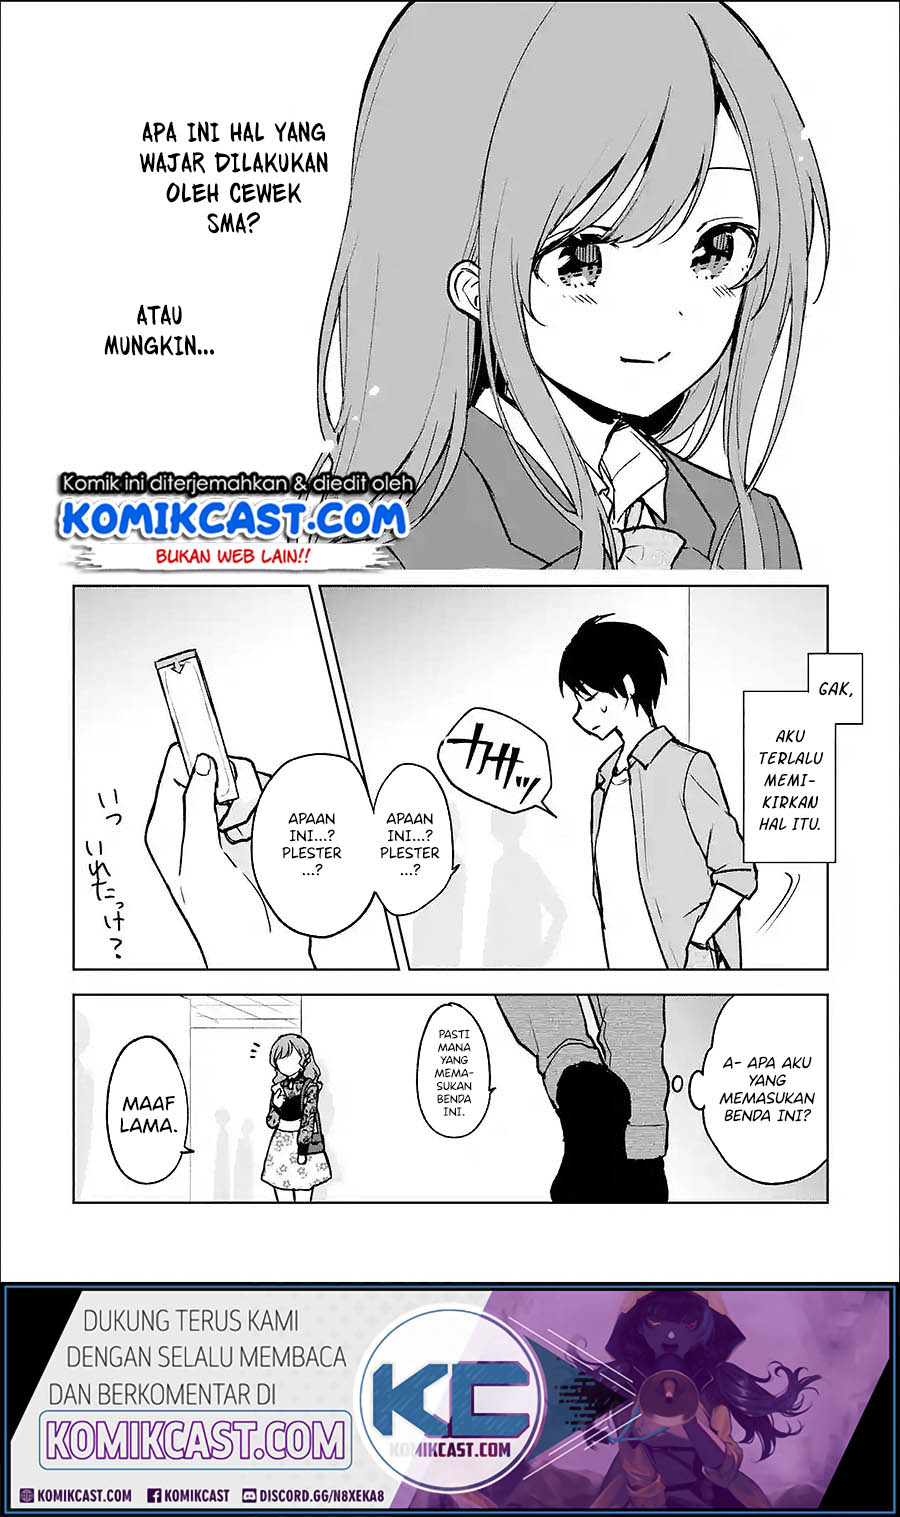 APA INI HAL YANG
WAJAR DILAKUKAN
OLEH CEWEK
SMA?
ATAU
MUNGKIN...
Komik ini diterjemahkan & diedit oleh
KOMIKCAST.COM
BUKAN WEB LAIN!!
GAK,
AKU
TERLALU
MEMI-
KIRKAN
HAL ITU.
APAAN
INI...?
PLESTER
...?
APAAN
INI...?
PLESTER
...?
いつ
いれたっけ?
A- APA AKU
YANG
MEMASUKAN
BENDA INI?
PASTI
MANA
YANG
MEMA-
SUKAN
BENDA
INI.
MAAF
LAMA.
DUKUNG TERUS KAMI
DENGAN SELALU MEMBACA
DAN BERKOMENTAR DI
KOMIKCAST.COM
KC
KOMIKCAST.COM
KOMIKCAST.COM KOMIKCAST DISCORD.GG/N8XEKA8